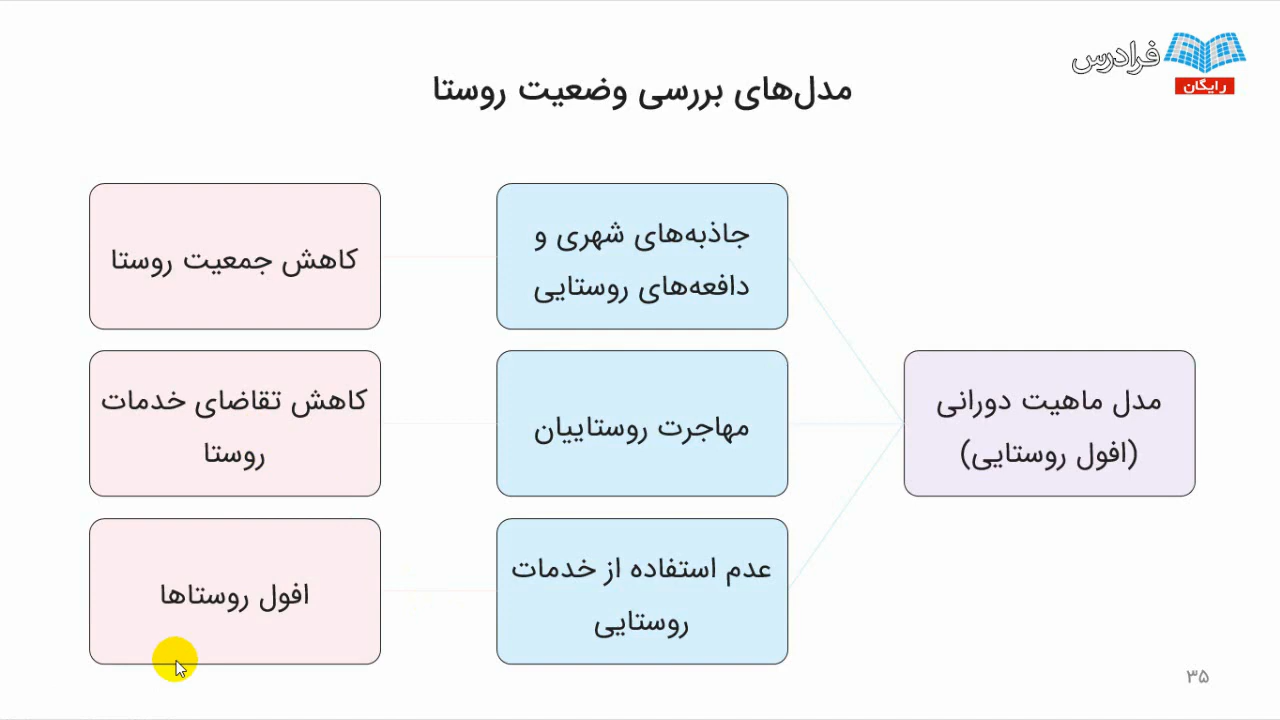 فرادرس
رایگان
مدل‌های بررسی وضعیت روستا
مدل ماهیت دورانی
(افول روستایی)
جاذبه‌های شهری و
دافعه‌های روستایی
کاهش جمعیت روستا
مهاجرت روستاییان
کاهش تقاضای خدمات
روستا
عدم استفاده از خدمات
روستایی
افول روستاها
۳۵